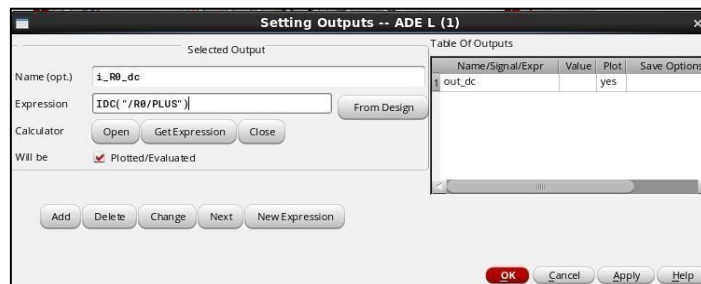 Setting Outputs -- ADE L (1)
Selected Output
Name (opt.) i_R0_dc
Expression IDC("/R0/PLUS") From Design
Calculator Open Get Expression Close
Will be Plotted/Evaluated
Add Delete Change Next New Expression
Table Of Outputs
Name/Signal/Expr Value Plot Save Options
1 out_dc yes
OK Cancel Apply Help